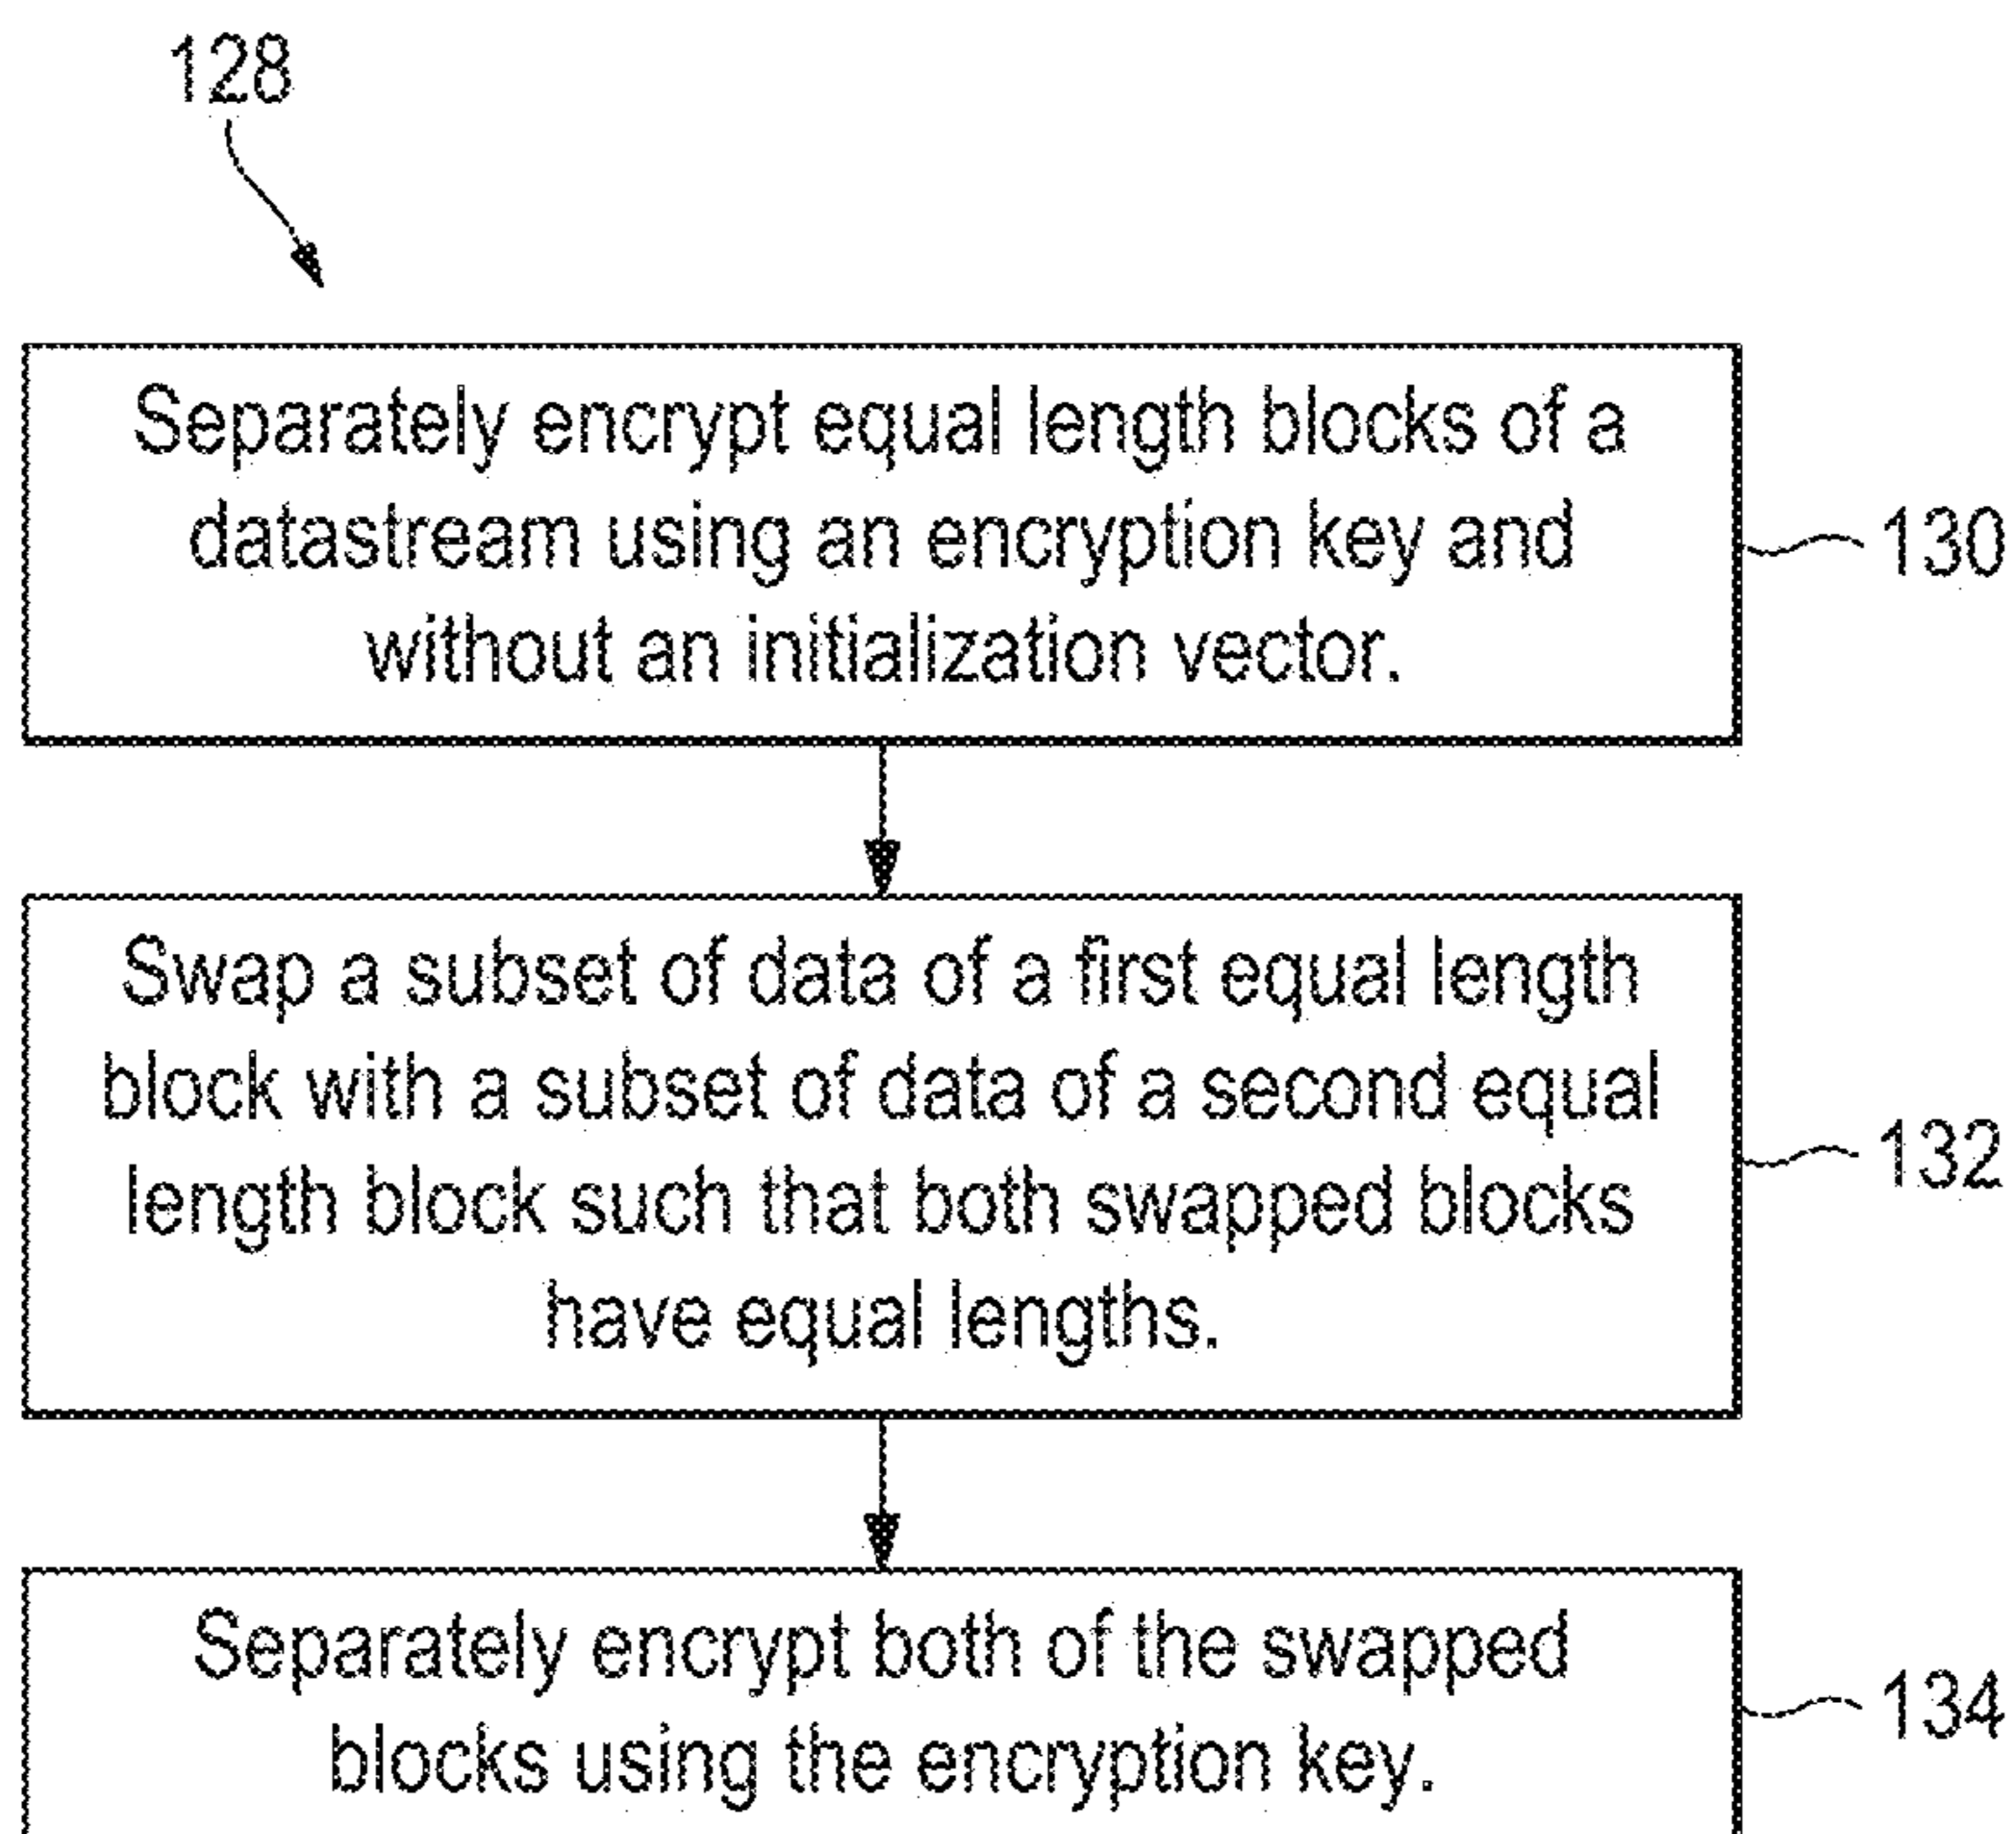 128
Separately encrypt equal length blocks of a
datastream using an encryption key and
without an initialization vector.
130
Swap a subset of data of a first equal length
block with a subset of data of a second equal
length block such that both swapped blocks
have equal lengths.
132
Separately encrypt both of the swapped
blocks using the encryption key.
134